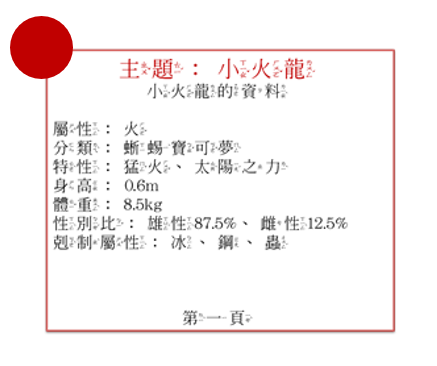 主題：小火龍
小火龍的資料
屬性：火
分類：蜥蜴寶可夢
特性：猛火、太陽之力
身高：0.6m
體重：8.5kg
性別比：雄性87.5%、雌性12.5%
剋制屬性：冰、鋼、蟲
第一頁